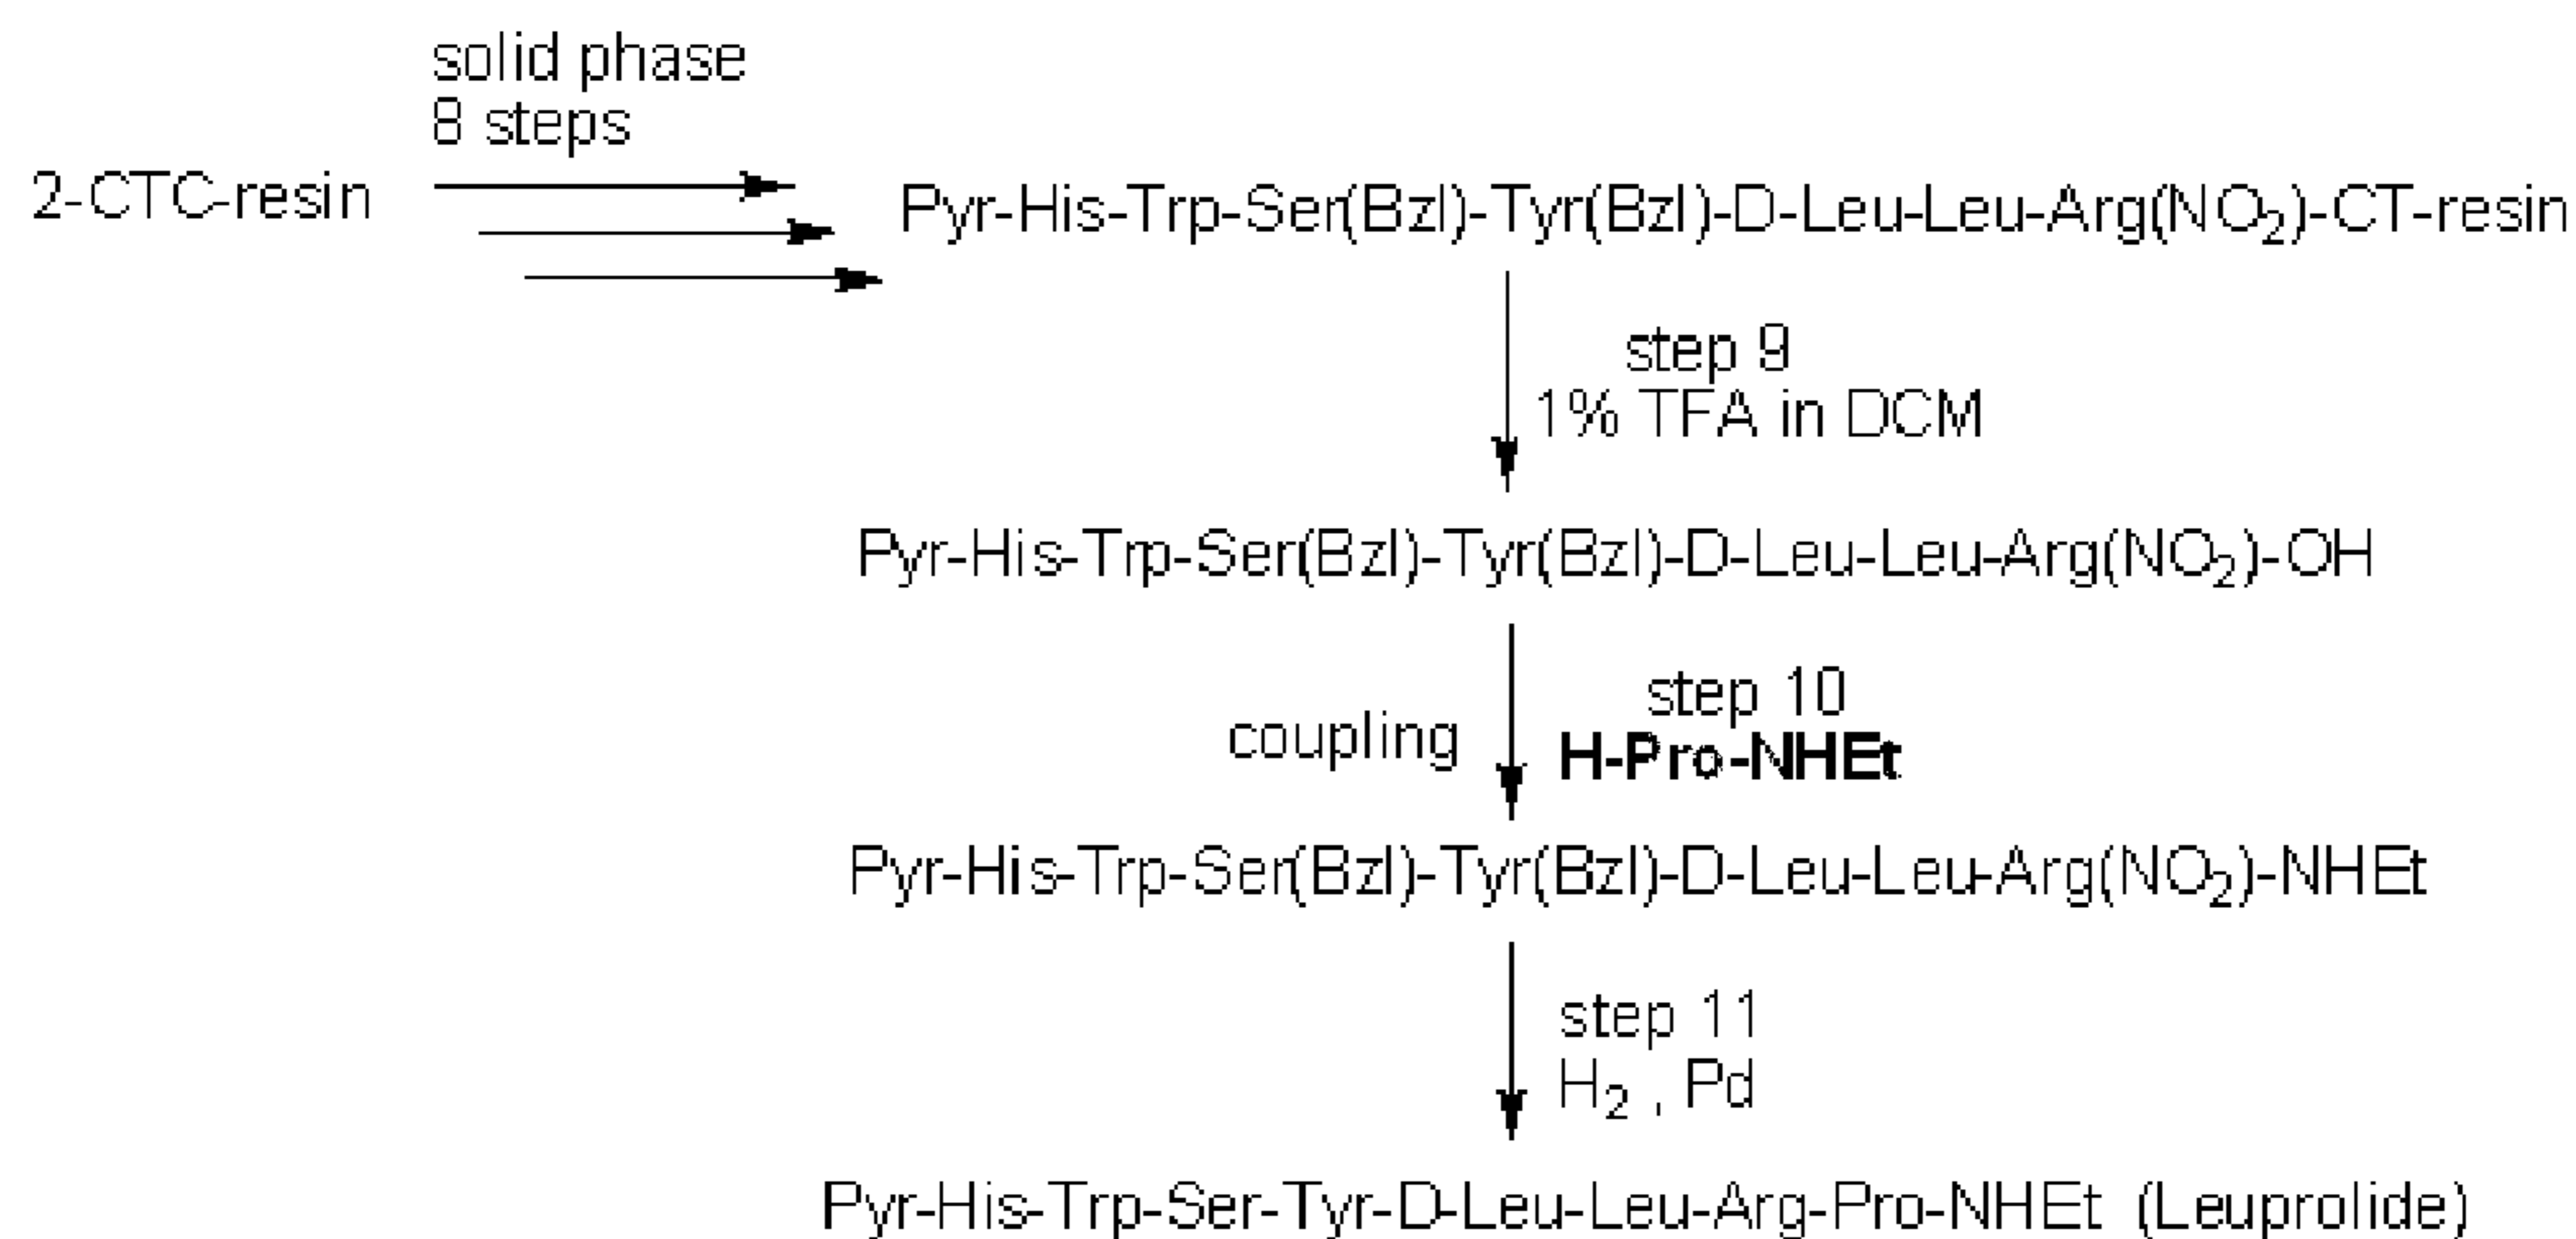 solid phase
8 steps
2-CTC-resin
Pyr-His-Trp-Ser(Bzl)-Tyr(Bzl)-D-Leu-Leu-Arg(NO₂)-CT-resin
step 9
1% TFA in DCM
Pyr-His-Trp-Ser(Bzl)-Tyr(Bzl)-D-Leu-Leu-Arg(NO₂)-OH
step 10
coupling
H-Pro-NHEt
Pyr-His-Trp-Ser(Bzl)-Tyr(Bzl)-D-Leu-Leu-Arg(NO₂)-NHEt
step 11
H₂ , Pd
Pyr-His-Trp-Ser-Tyr-D-Leu-Leu-Arg-Pro-NHEt (Leuprolide)